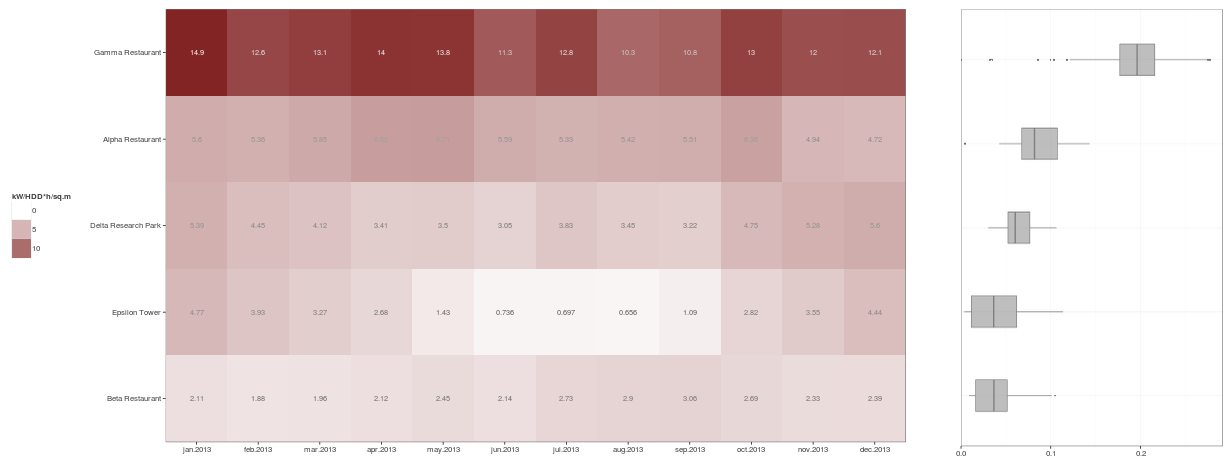 Gamma Restaurant 14.9 12.6 13.1 14 13.8 11.3 12.8 10.3 10.8 13 12 12.1
Alpha Restaurant 5.6 5.36 5.65 5.59 5.33 5.42 5.51 4.94 4.72
kW/HDD*h/sq.m
0
5
10
Delta Research Park 5.39 4.45 4.12 3.41 3.5 3.05 3.83 3.45 3.22 4.75 5.28 5.6
Epsilon Tower 4.77 3.93 3.27 2.68 1.43 0.736 0.697 0.656 1.09 2.82 3.55 4.44
Beta Restaurant 2.11 1.88 1.96 2.12 2.45 2.14 2.73 2.9 3.06 2.69 2.33 2.39
jan.2013 feb.2013 mar.2013 apr.2013 may.2013 jun.2013 jul.2013 aug.2013 sep.2013 oct.2013 nov.2013 dec.2013
0.0 0.1 0.2